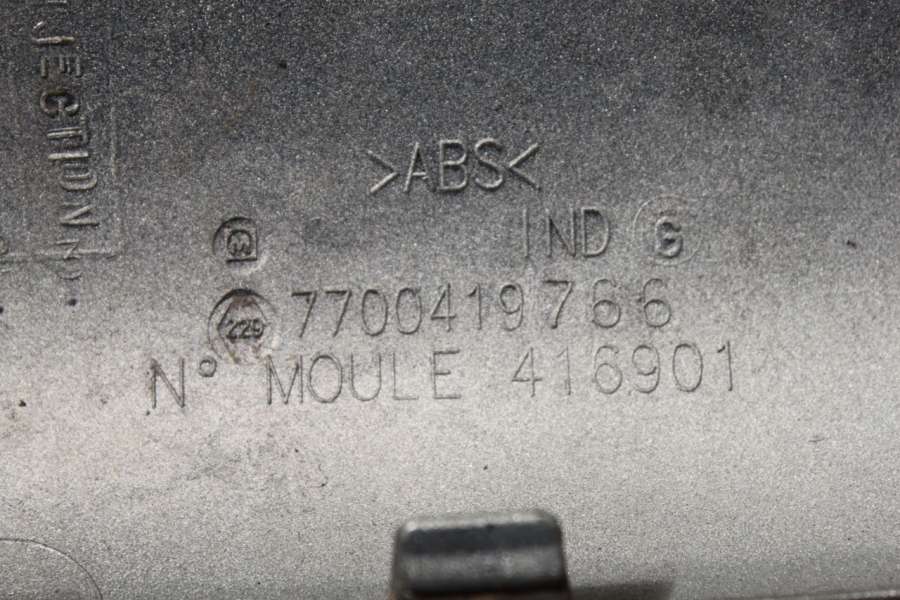 >ABS<
IND G
229 7700419766
N° MOULE 416901